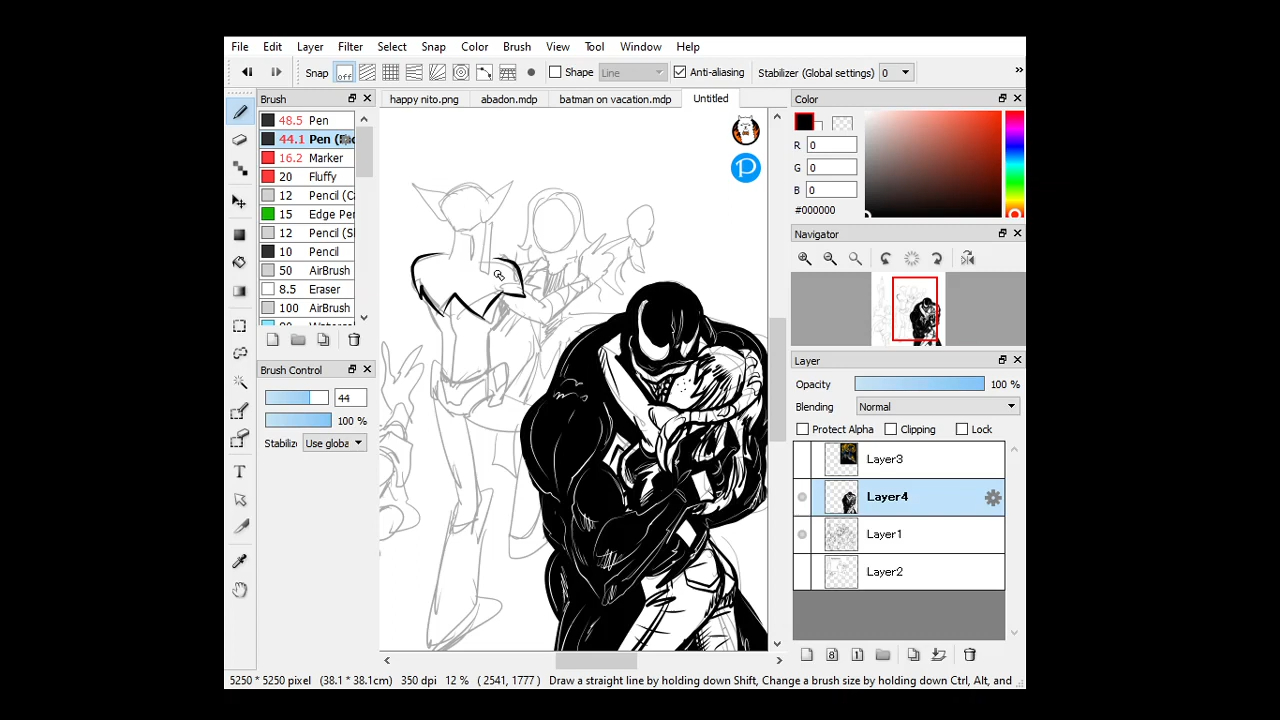 File Edit Layer Filter Select Snap Color Brush View Tool Window Help
Snap off Shape Line Anti-aliasing Stabilizer (Global settings) 0 »
Brush
happy nito.png abadon.mdp batman on vacation.mdp Untitled
48.5 Pen
44.1 Pen (
16.2 Marker
20 Fluffy
12 Pencil (C
15 Edge Pen
12 Pencil (S
10 Pencil
50 AirBrush
8.5 Eraser
100 AirBrush
Brush Control
44
100 %
Stabiliz Use globa
T
P
Color
R 0
G 0
B 0
#000000
Navigator
Layer
Opacity 100 %
Blending Normal
Protect Alpha Clipping Lock
Layer3
Layer4
Layer1
Layer2
8 1
5250 * 5250 pixel (38.1 * 38.1cm) 350 dpi 12 % ( 2541, 1777 ) Draw a straight line by holding down Shift, Change a brush size by holding down Ctrl, Alt, and